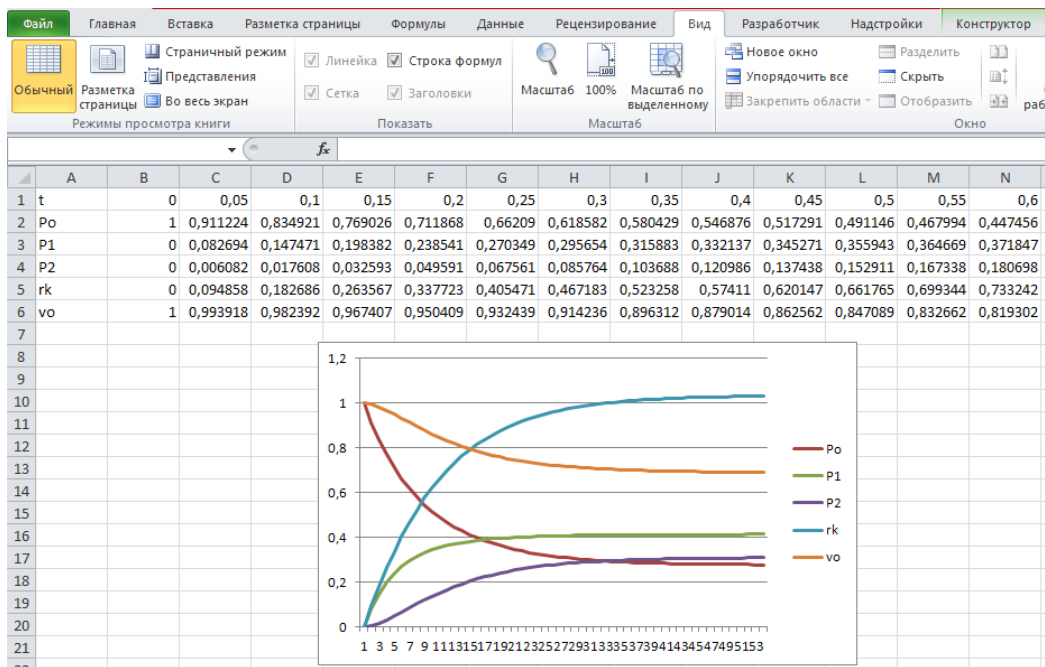 Файл Главная Вставка Разметка страницы Формулы Данные Рецензирование Вид Разработчик Надстройки Конструктор
Обычный
Разметка страницы
Страничный режим
Представления
Во весь экран
Режимы просмотра книги
Линейка
Строка формул
Сетка
Заголовки
Показать
Масштаб
100%
Масштаб по выделенному
Масштаб
Новое окно
Упорядочить все
Закрепить области
Разделить
Скрыть
Отобразить
Окно
раб
fx
A B C D E F G H I J K L M N
1 t 0 0,05 0,1 0,15 0,2 0,25 0,3 0,35 0,4 0,45 0,5 0,55 0,6
2 Po 1 0,911224 0,834921 0,769026 0,711868 0,66209 0,618582 0,580429 0,546876 0,517291 0,491146 0,467994 0,447456
3 P1 0 0,082694 0,147471 0,198382 0,238541 0,270349 0,295654 0,315883 0,332137 0,345271 0,355943 0,364669 0,371847
4 P2 0 0,006082 0,017608 0,032593 0,049591 0,067561 0,085764 0,103688 0,120986 0,137438 0,152911 0,167338 0,180698
5 rk 0 0,094858 0,182686 0,263567 0,337723 0,405471 0,467183 0,523258 0,57411 0,620147 0,661765 0,699344 0,733242
6 vo 1 0,993918 0,982392 0,967407 0,950409 0,932439 0,914236 0,896312 0,879014 0,862562 0,847089 0,832662 0,819302
7
8
9
10
11
12
13
14
15
16
17
18
19
20
21
1,2
1
0,8
0,6
0,4
0,2
0
1 3 5 7 9 1113151719212325272931333537394143454749515 3
Po
P1
P2
rk
vo